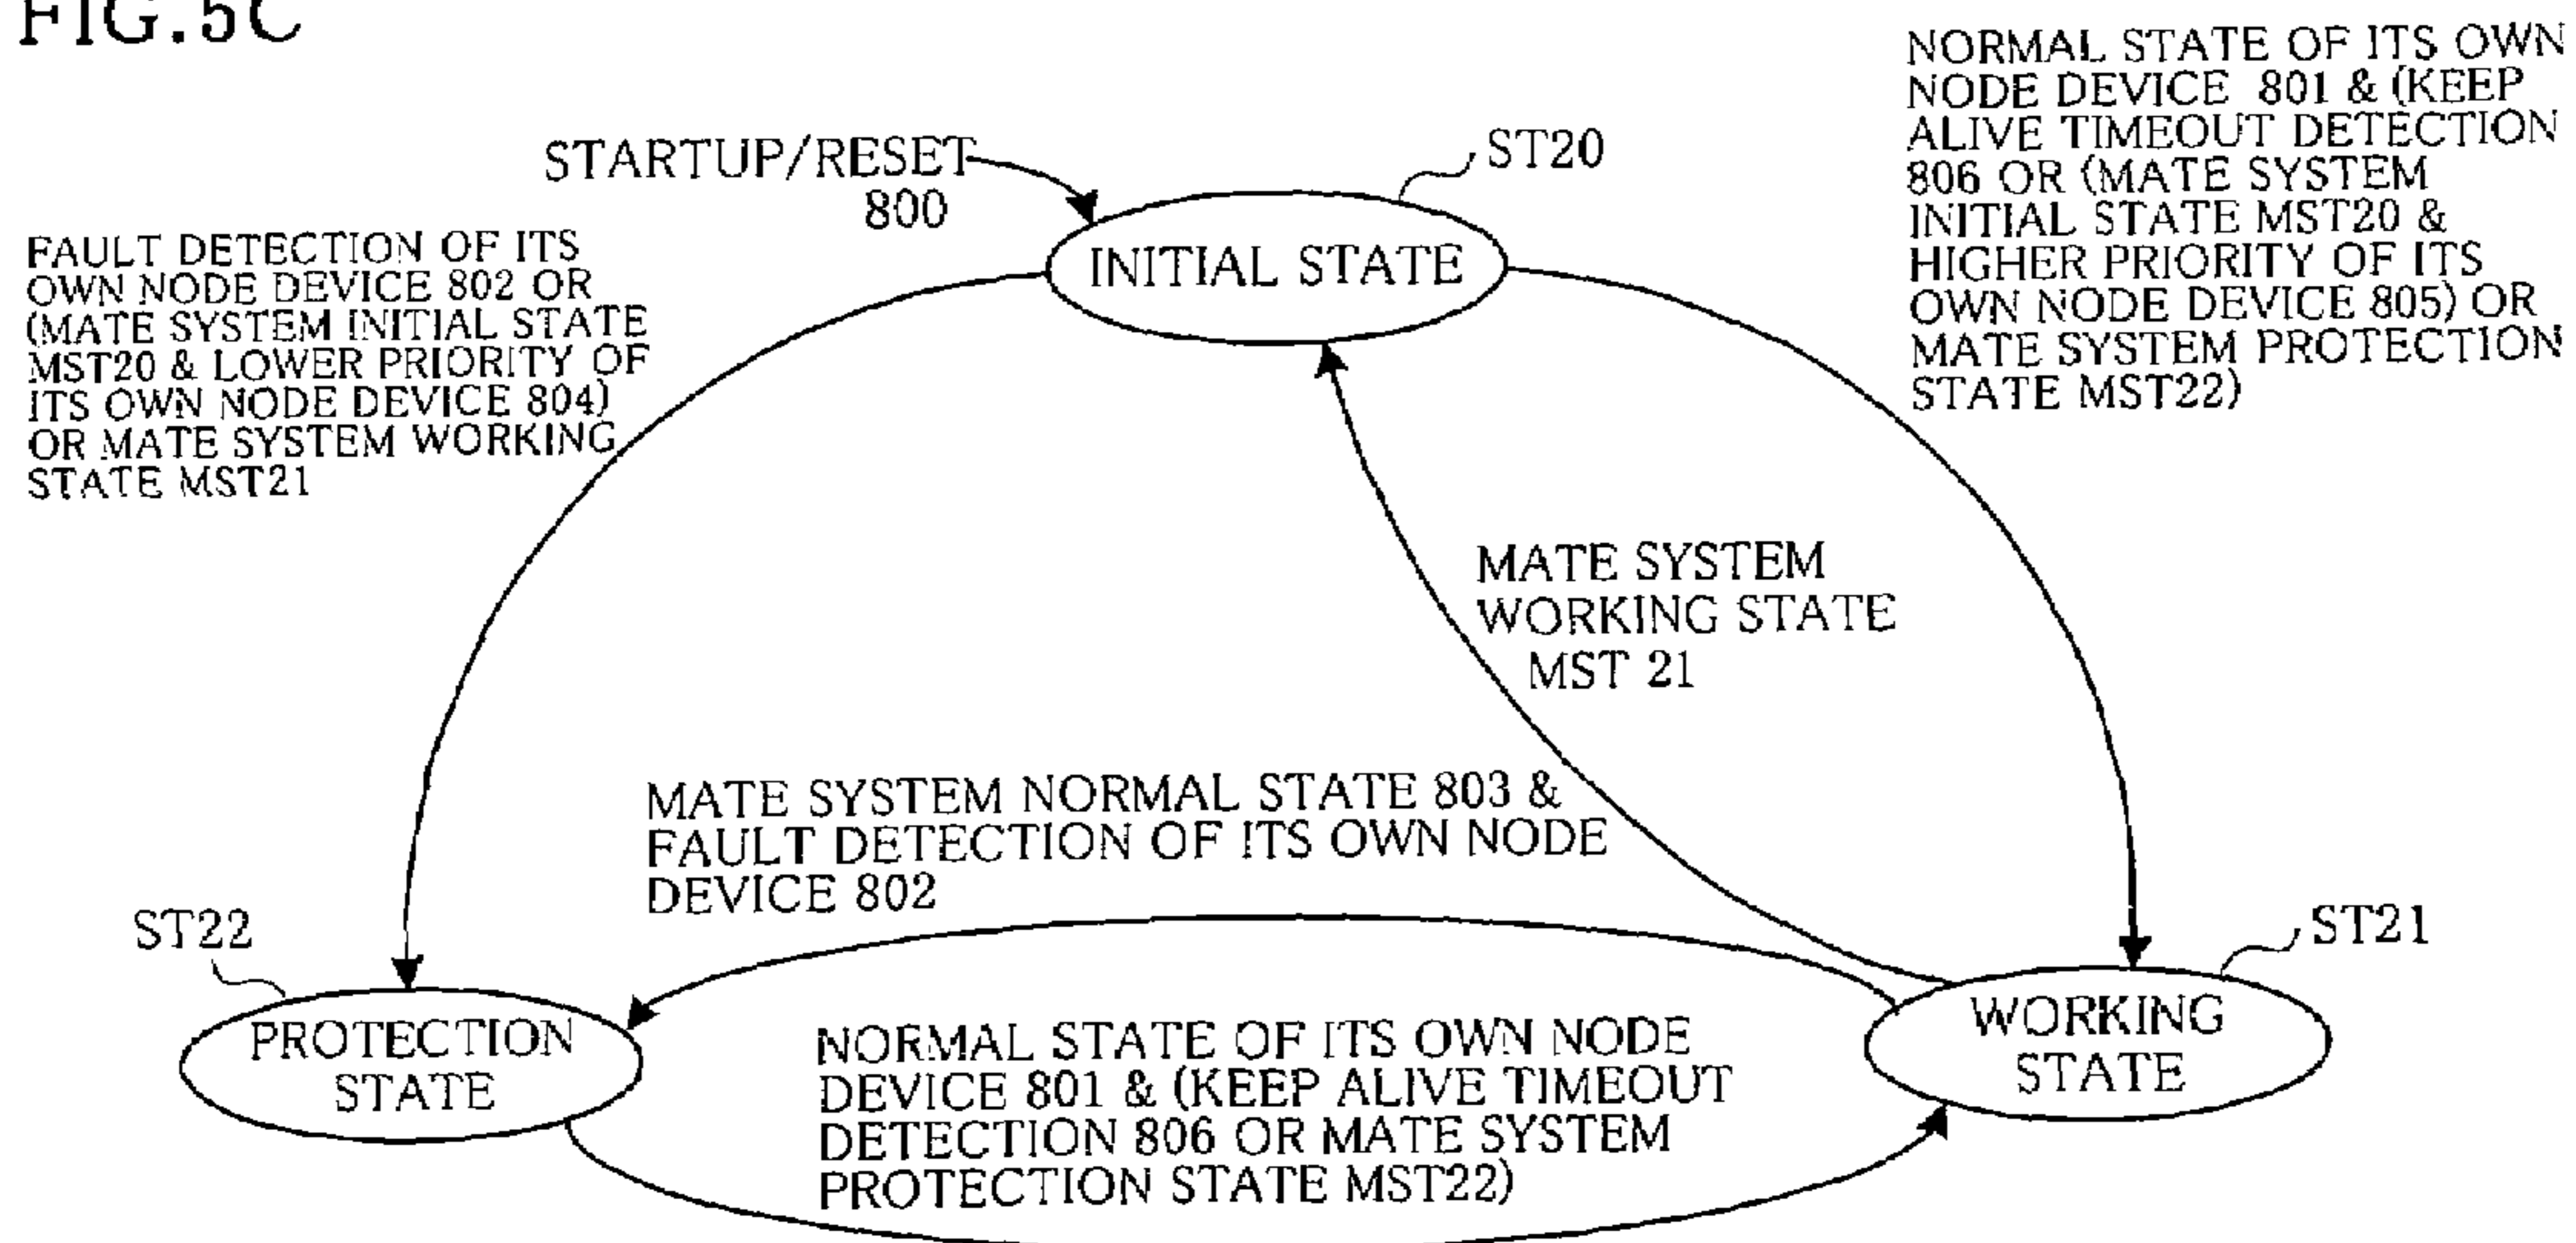 FIG.5C
STARTUP/RESET
800
ST20
INITIAL STATE
NORMAL STATE OF ITS OWN
NODE DEVICE 801 & (KEEP
ALIVE TIMEOUT DETECTION
806 OR (MATE SYSTEM
INITIAL STATE MST20 &
HIGHER PRIORITY OF ITS
OWN NODE DEVICE 805) OR
MATE SYSTEM PROTECTION
STATE MST22)
FAULT DETECTION OF ITS
OWN NODE DEVICE 802 OR
(MATE SYSTEM INITIAL STATE
MST20 & LOWER PRIORITY OF
ITS OWN NODE DEVICE 804)
OR MATE SYSTEM WORKING
STATE MST21
MATE SYSTEM
WORKING STATE
MST 21
MATE SYSTEM NORMAL STATE 803 &
FAULT DETECTION OF ITS OWN NODE
DEVICE 802
ST22
PROTECTION
STATE
ST21
WORKING
STATE
NORMAL STATE OF ITS OWN NODE
DEVICE 801 & (KEEP ALIVE TIMEOUT
DETECTION 806 OR MATE SYSTEM
PROTECTION STATE MST22)